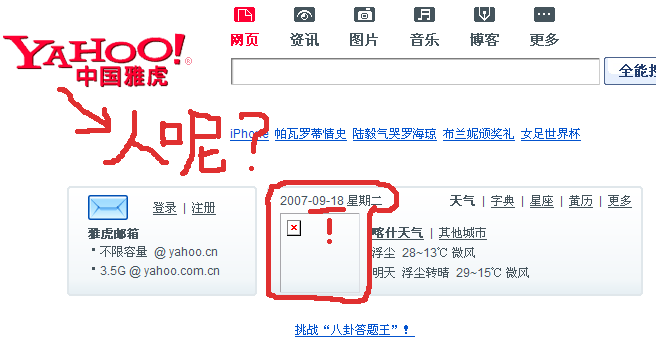 YAHOO!
中国雅虎
网页 资讯 图片 音乐 博客 更多
全能搜
人呢?
iPhone 帕瓦罗蒂情史 陆毅气哭罗海琼 布兰妮颁奖礼 女足世界杯
登录 | 注册
雅虎邮箱
不限容量 @ yahoo.cn
3.5G @ yahoo.com.cn
2007-09-18 星期二
!
天气 | 字典 | 星座 | 黄历 | 更多
喀什天气 | 其他城市
浮尘 28~13℃ 微风
明天 浮尘转晴 29~15℃ 微风
挑战“八卦答题王”!